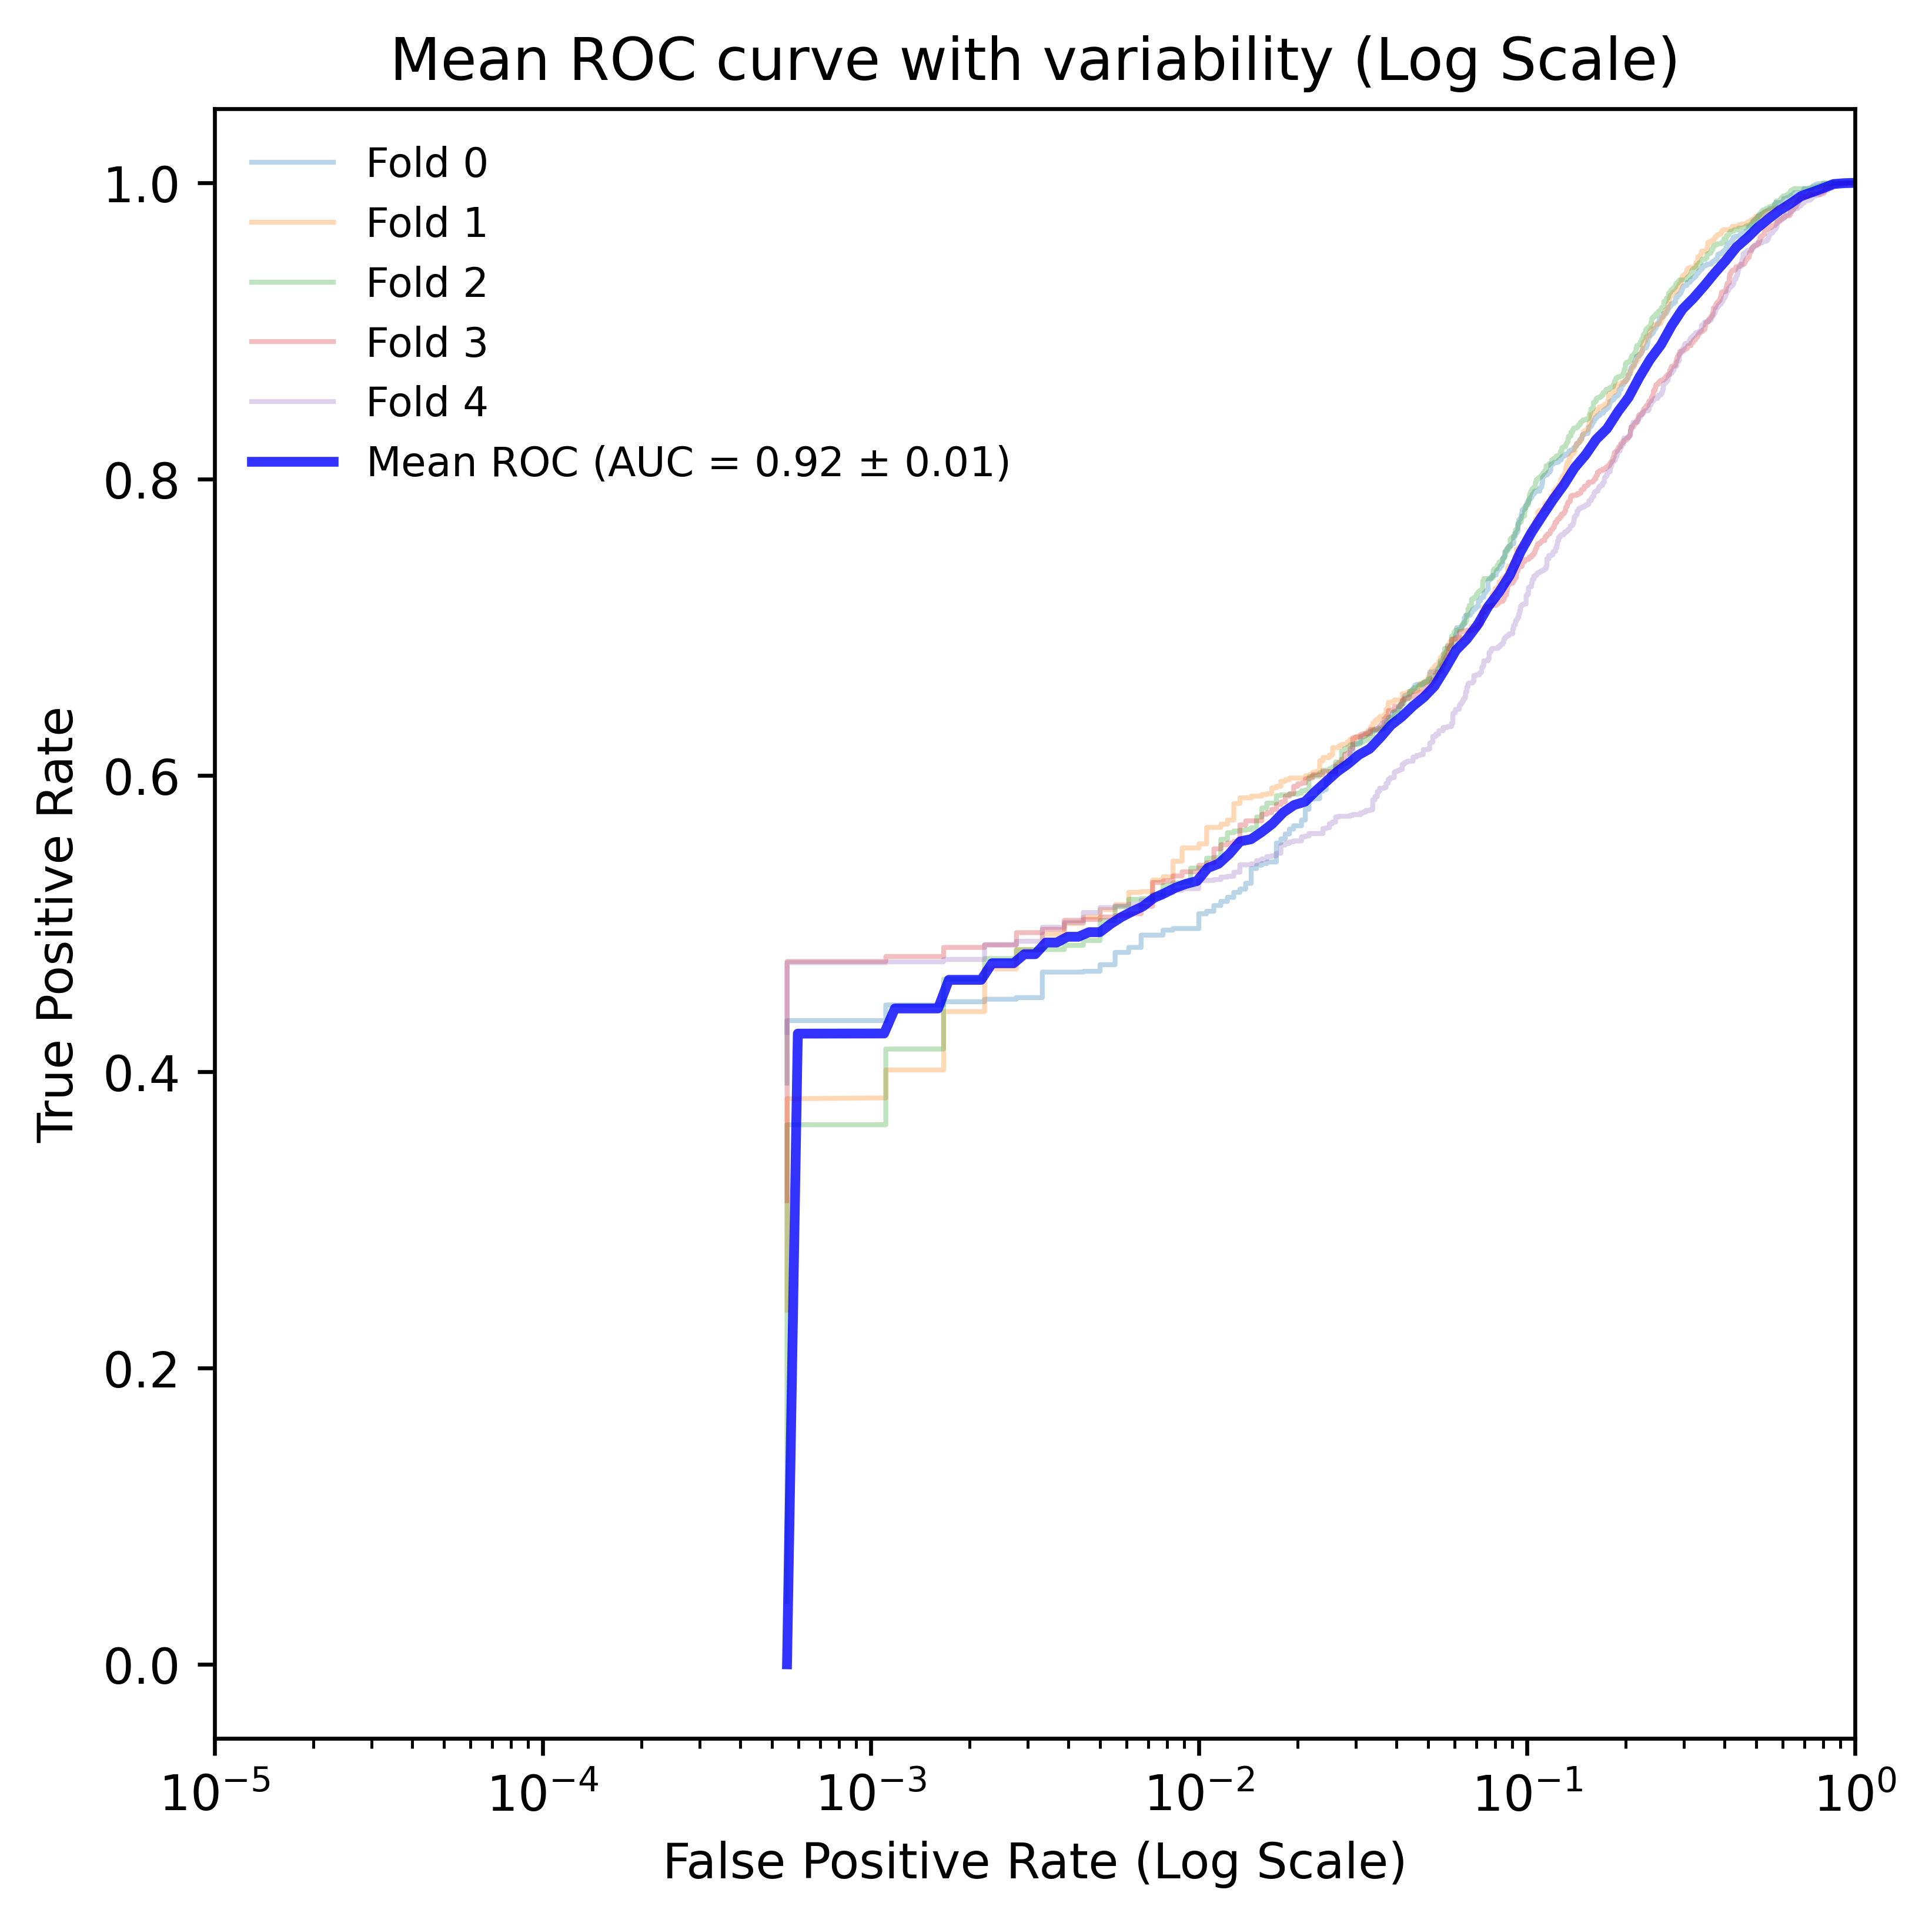 Mean ROC curve with variability (Log Scale)
Fold 0
Fold 1
Fold 2
Fold 3
Fold 4
Mean ROC (AUC = 0.92 ± 0.01)
1.0
0.8
0.6
0.4
0.2
0.0
True Positive Rate
10⁻⁵ 10⁻⁴ 10⁻³ 10⁻² 10⁻¹ 10⁰
False Positive Rate (Log Scale)